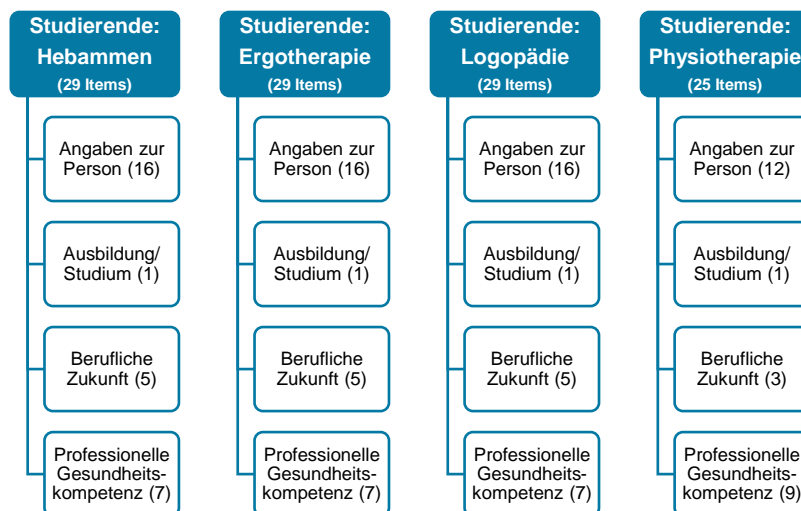 Studierende:
Hebammen
(29 Items)
Angaben zur
Person (16)
Ausbildung/
Studium (1)
Berufliche
Zukunft (5)
Professionelle
Gesundheits-
kompetenz (7)
Studierende:
Ergotherapie
(29 Items)
Angaben zur
Person (16)
Ausbildung/
Studium (1)
Berufliche
Zukunft (5)
Professionelle
Gesundheits-
kompetenz (7)
Studierende:
Logopädie
(29 Items)
Angaben zur
Person (16)
Ausbildung/
Studium (1)
Berufliche
Zukunft (5)
Professionelle
Gesundheits-
kompetenz (7)
Studierende:
Physiotherapie
(25 Items)
Angaben zur
Person (12)
Ausbildung/
Studium (1)
Berufliche
Zukunft (3)
Professionelle
Gesundheits-
kompetenz (9)